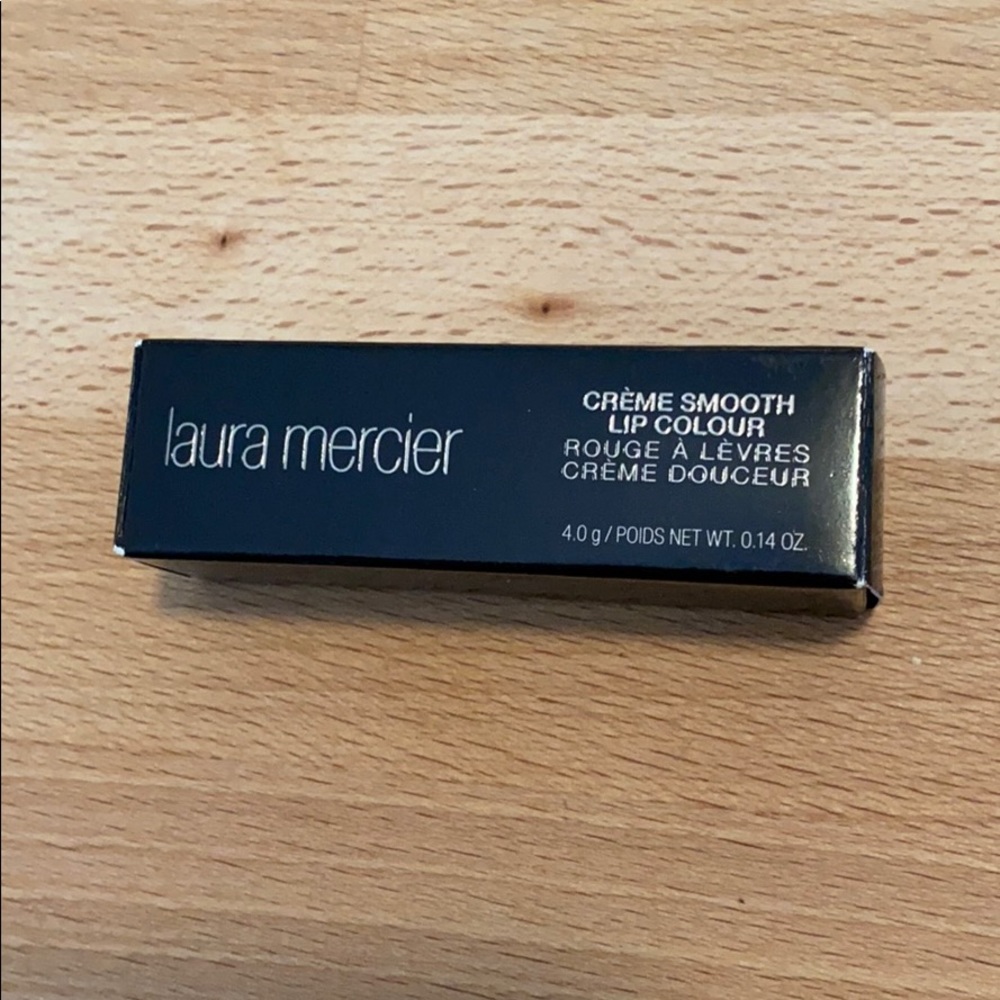 laura mercier
CRÈME SMOOTH
LIP COLOUR
ROUGE À LÈVRES
CRÈME DOUCEUR
4.0 g / POIDS NET WT. 0.14 OZ.